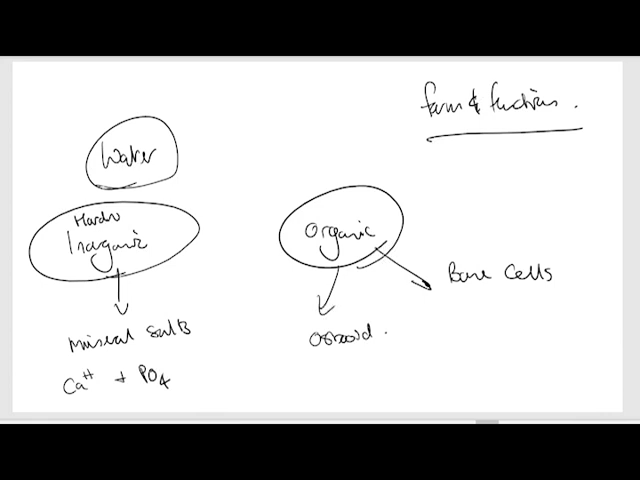 form & functions.
Water
Hard
Inorganic
Organic
Bone Cells
Mineral Salts
Osteoid.
Ca++ + PO4